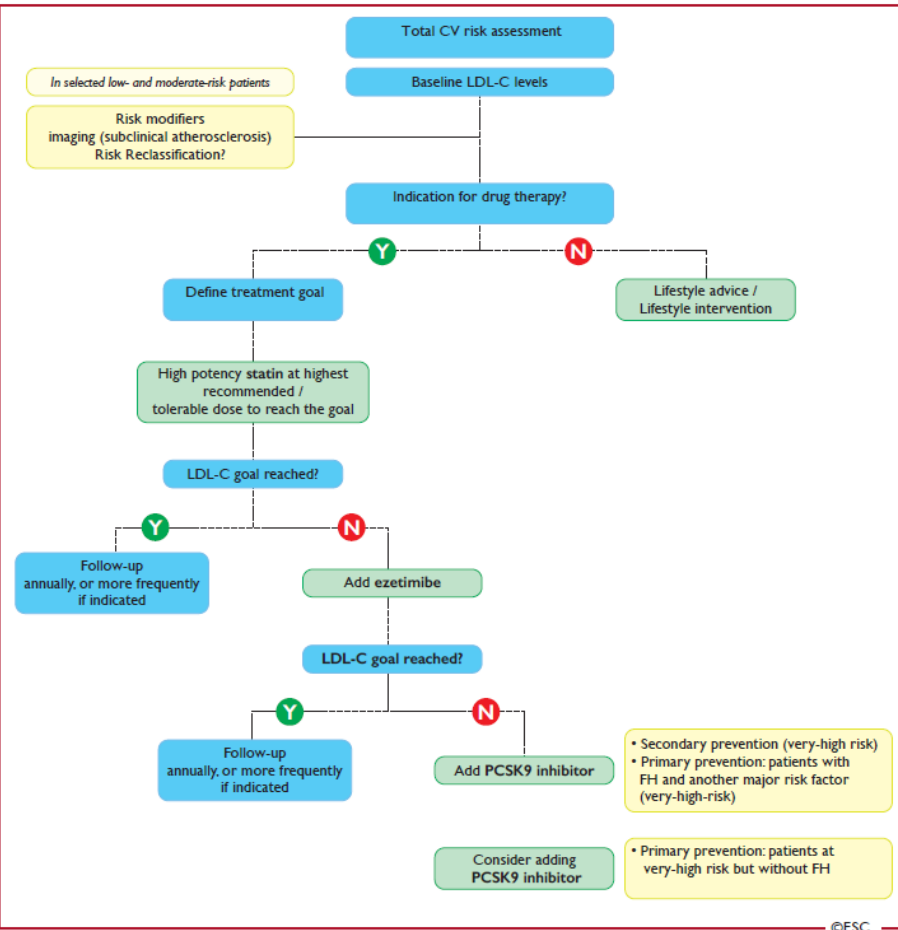 Total CV risk assessment
In selected low- and moderate-risk patients
Baseline LDL-C levels
Risk modifiers
imaging (subclinical atherosclerosis)
Risk Reclassification?
Indication for drug therapy?
Y
N
Define treatment goal
Lifestyle advice /
Lifestyle intervention
High potency statin at highest
recommended /
tolerable dose to reach the goal
LDL-C goal reached?
Y
N
Follow-up
annually, or more frequently
if indicated
Add ezetimibe
LDL-C goal reached?
Y
N
Follow-up
annually, or more frequently
if indicated
Add PCSK9 inhibitor
• Secondary prevention (very-high risk)
• Primary prevention: patients with
FH and another major risk factor
(very-high-risk)
Consider adding
PCSK9 inhibitor
• Primary prevention: patients at
very-high risk but without FH
©ESC